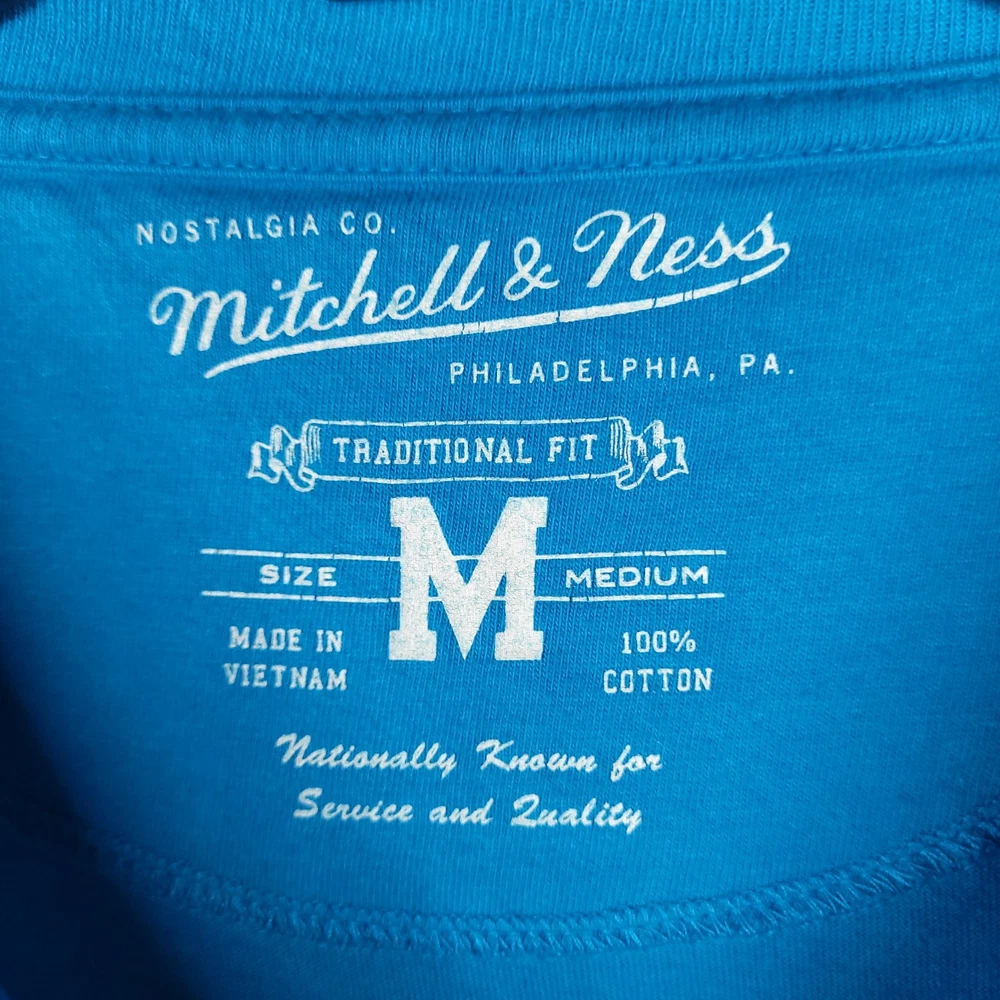 NOSTALGIA CO.
Mitchell & Ness
PHILADELPHIA, PA.
TRADITIONAL FIT
M
SIZE MEDIUM
MADE IN 100%
VIETNAM COTTON
Nationally Known for
Service and Quality